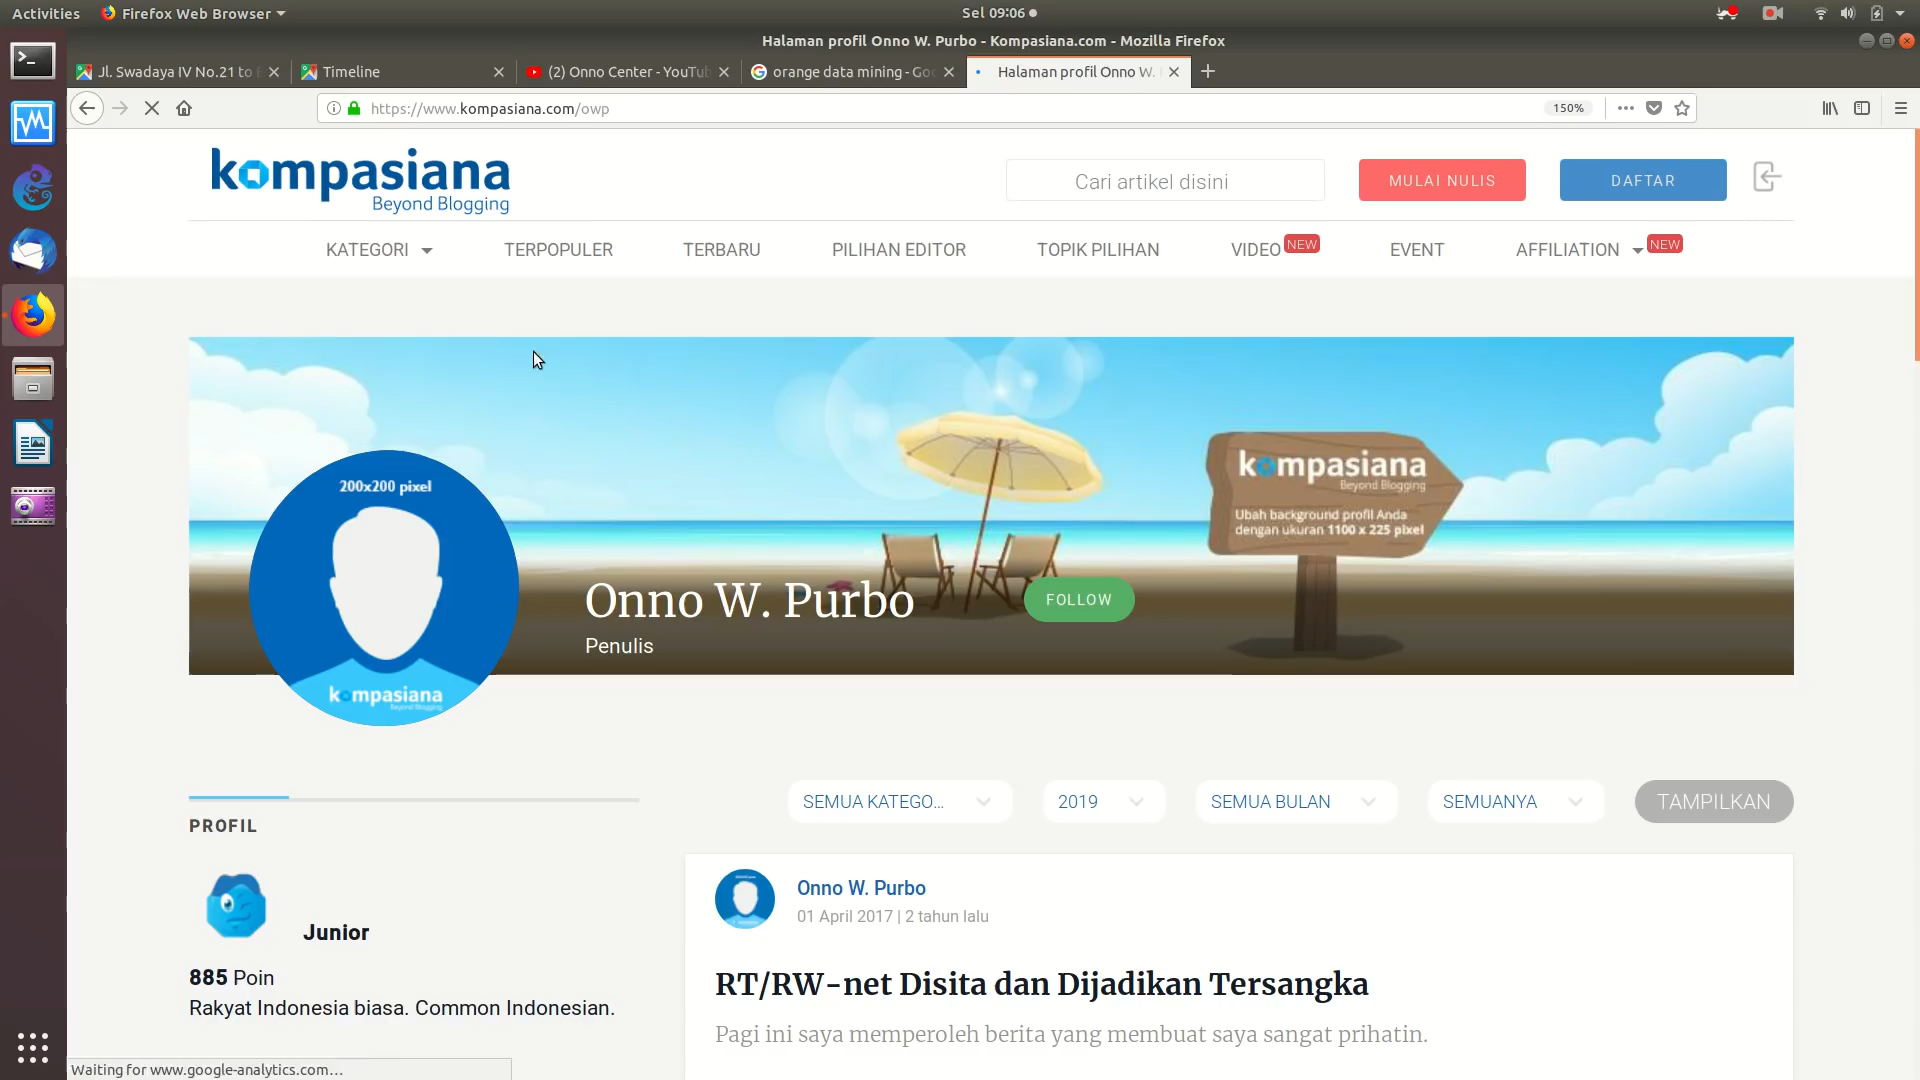 Activities
Firefox Web Browser
Sel 09:06
Halaman profil Onno W. Purbo - Kompasiana.com - Mozilla Firefox
Jl. Swadaya IV No.21 to
Timeline
(2) Onno Center - YouTu
orange data mining - Go
Halaman profil Onno W.
https://www.kompasiana.com/owp
150%
kompasiana
Beyond Blogging
Cari artikel disini
MULAI NULIS
DAFTAR
KATEGORI
TERPOPULER
TERBARU
PILIHAN EDITOR
TOPIK PILIHAN
VIDEO NEW
EVENT
AFFILIATION NEW
200x200 pixel
kompasiana
Beyond Blogging
kompasiana
Beyond Blogging
Ubah background profil Anda
dengan ukuran 1100 x 225 pixel
Onno W. Purbo
FOLLOW
Penulis
SEMUA KATEGO...
2019
SEMUA BULAN
SEMUANYA
TAMPILKAN
PROFIL
Junior
885 Poin
Rakyat Indonesia biasa. Common Indonesian.
Onno W. Purbo
01 April 2017 | 2 tahun lalu
RT/RW-net Disita dan Dijadikan Tersangka
Pagi ini saya memperoleh berita yang membuat saya sangat prihatin.
Waiting for www.google-analytics.com...